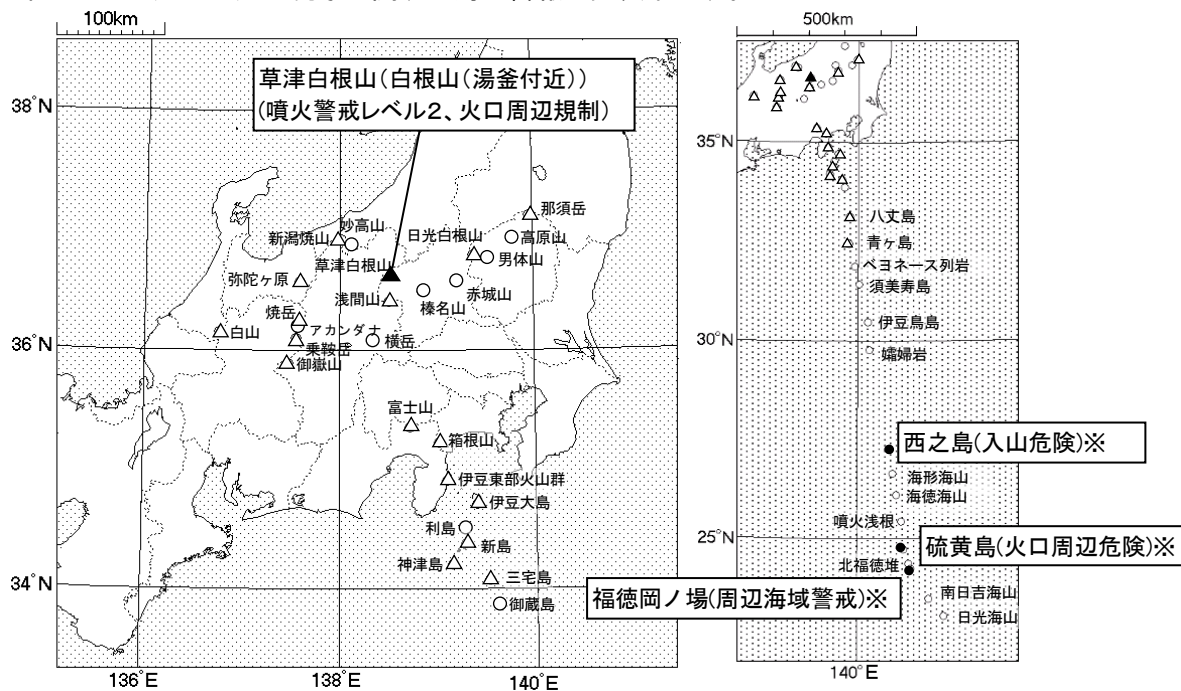 100km
草津白根山(白根山(湯釜付近))
(噴火警戒レベル2、火口周辺規制)
38°N
那須岳
妙高山
新潟焼山
日光白根山
高原山
男体山
草津白根山
弥陀ヶ原
浅間山
赤城山
榛名山
焼岳
アカンダナ
白山
横岳
乗鞍岳
36°N
御嶽山
富士山
箱根山
伊豆東部火山群
伊豆大島
利島
新島
神津島
34°N
三宅島
御蔵島
136°E
138°E
140°E
500km
35°N
八丈島
青ヶ島
ベヨネース列岩
須美寿島
伊豆鳥島
30°N
孀婦岩
西之島(入山危険)※
海形海山
海徳海山
噴火浅根
25°N
硫黄島(火口周辺危険)※
北福徳堆
福徳岡ノ場(周辺海域警戒)※
南日吉海山
日光海山
140°E